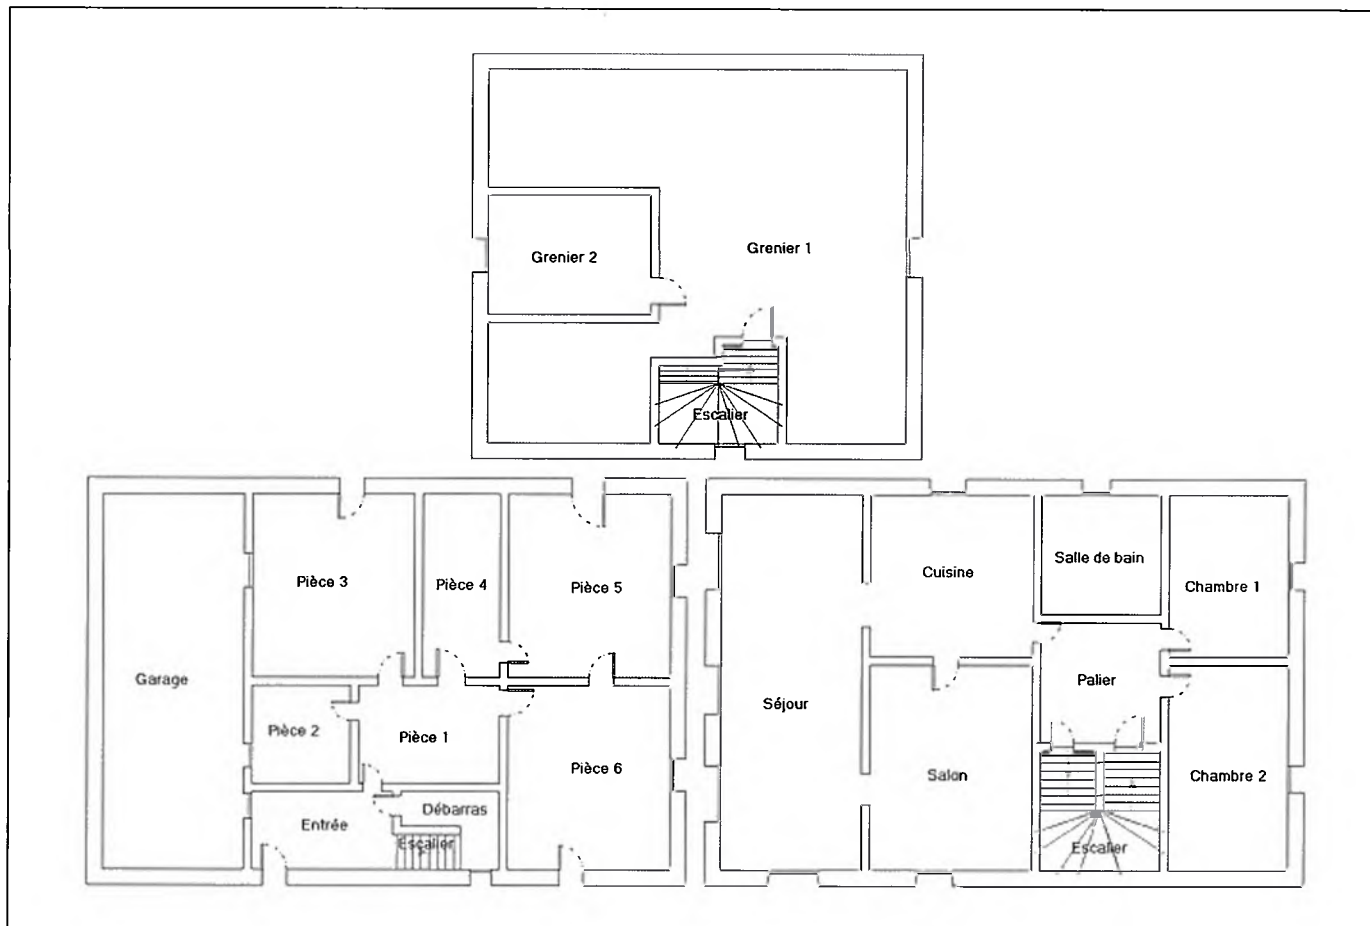 Grenier 2
Grenier 1
Escalier
Pièce 3
Pièce 4
Pièce 5
Garage
Pièce 2
Pièce 1
Pièce 6
Entrée
Débarras
Escalier
Cuisine
Salle de bain
Chambre 1
Séjour
Palier
Salon
Chambre 2
Escalier